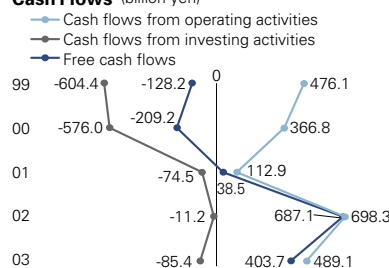 Cash Flows (billion yen)
Cash flows from operating activities
Cash flows from investing activities
Free cash flows
0
99 -604.4 -128.2 476.1
00 -576.0 -209.2 366.8
01 -74.5 38.5 112.9
02 -11.2 687.1 698.3
03 -85.4 403.7 489.1